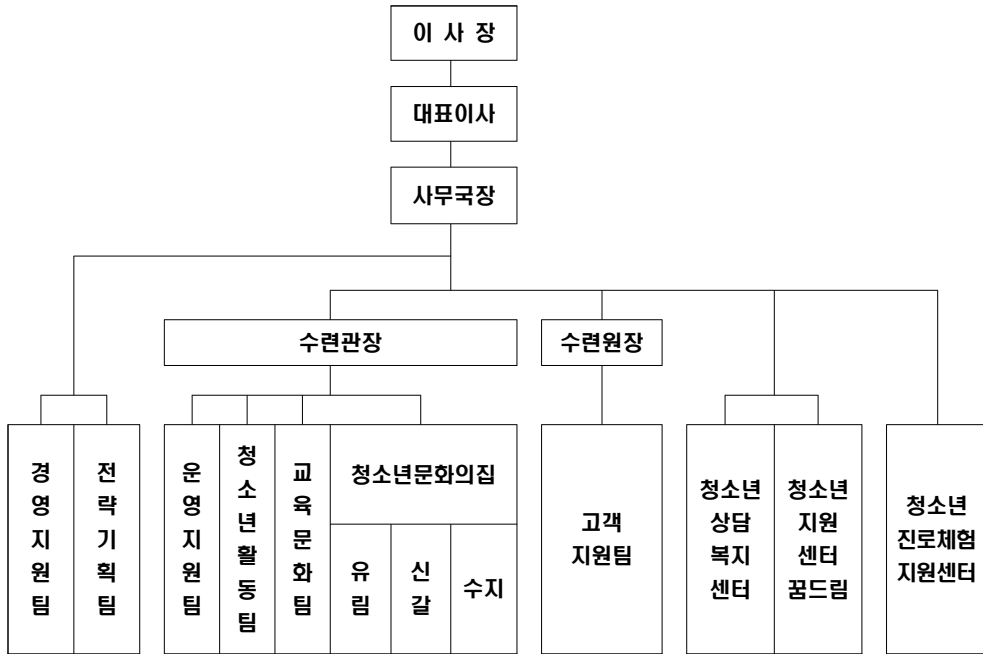 이 사 장
대표이사
사무국장
수련관장
수련원장
경영지원팀
전략기획팀
운영지원팀
청소년활동팀
교육문화팀
청소년문화의집
유림
신갈
수지
고객
지원팀
청소년
상담
복지
센터
청소년
지원
센터
꿈드림
청소년
진로체험
지원센터